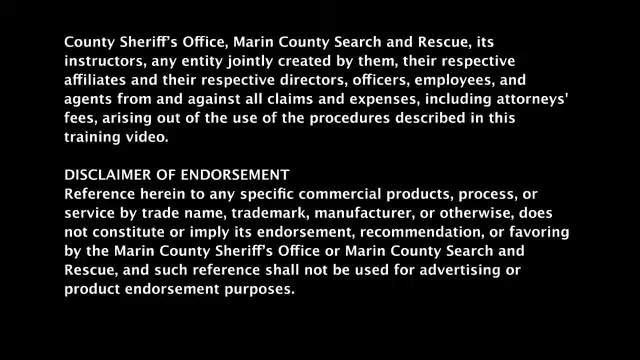 County Sheriff's Office, Marin County Search and Rescue, its
instructors, any entity jointly created by them, their respective
affiliates and their respective directors, officers, employees, and
agents from and against all claims and expenses, including attorneys'
fees, arising out of the use of the procedures described in this
training video.
DISCLAIMER OF ENDORSEMENT
Reference herein to any specific commercial products, process, or
service by trade name, trademark, manufacturer, or otherwise, does
not constitute or imply its endorsement, recommendation, or favoring
by the Marin County Sheriff's Office or Marin County Search and
Rescue, and such reference shall not be used for advertising or
product endorsement purposes.